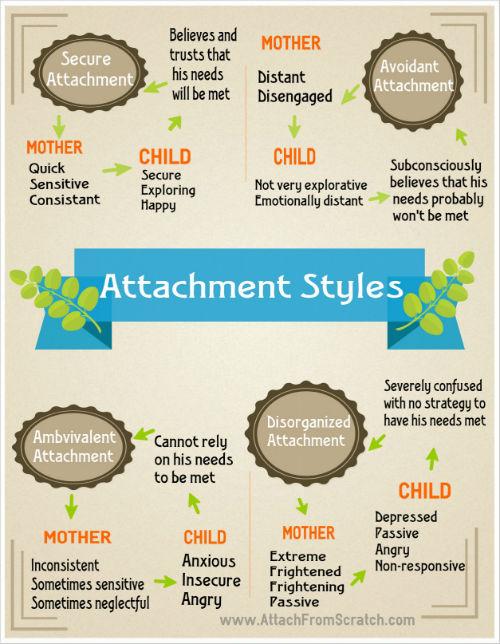 Secure
Attachment
Believes and
trusts that
his needs
will be met
MOTHER
Quick
Sensitive
Consistant
CHILD
Secure
Exploring
Happy
MOTHER
Distant
Disengaged
Avoidant
Attachment
CHILD
Not very explorative
Emotionally distant
Subconsciously
believes that his
needs probably
won't be met
Attachment Styles
Ambvivalent
Attachment
Cannot rely
on his needs
to be met
MOTHER
Inconsistent
Sometimes sensitive
Sometimes neglectful
CHILD
Anxious
Insecure
Angry
Disorganized
Attachment
Severely confused
with no strategy to
have his needs met
MOTHER
Extreme
Frightened
Frightening
Passive
CHILD
Depressed
Passive
Angry
Non-responsive
www.AttachFromScratch.com